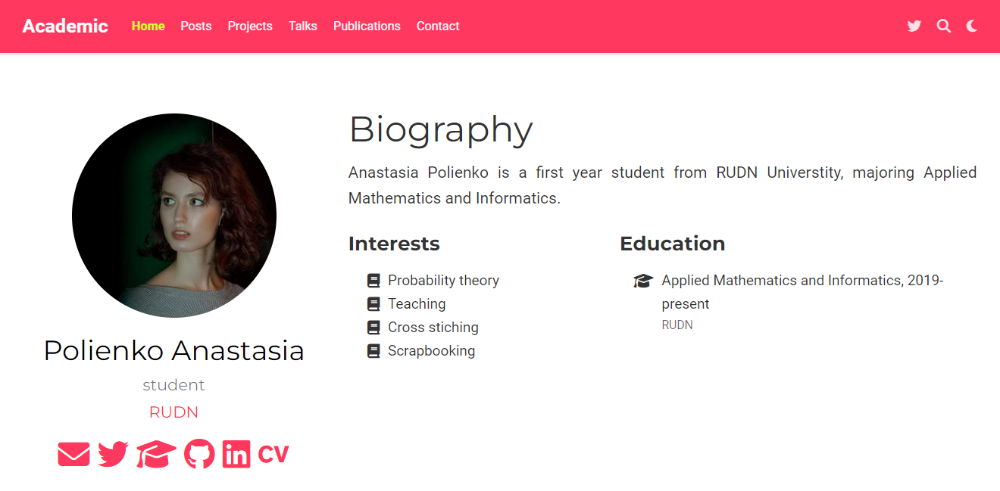 Academic Home Posts Projects Talks Publications Contact
Biography
Anastasia Polienko is a first year student from RUDN Universtity, majoring Applied
Mathematics and Informatics.
Interests
Probability theory
Teaching
Cross stiching
Scrapbooking
Education
Applied Mathematics and Informatics, 2019-
present
RUDN
Polienko Anastasia
student
RUDN
CV